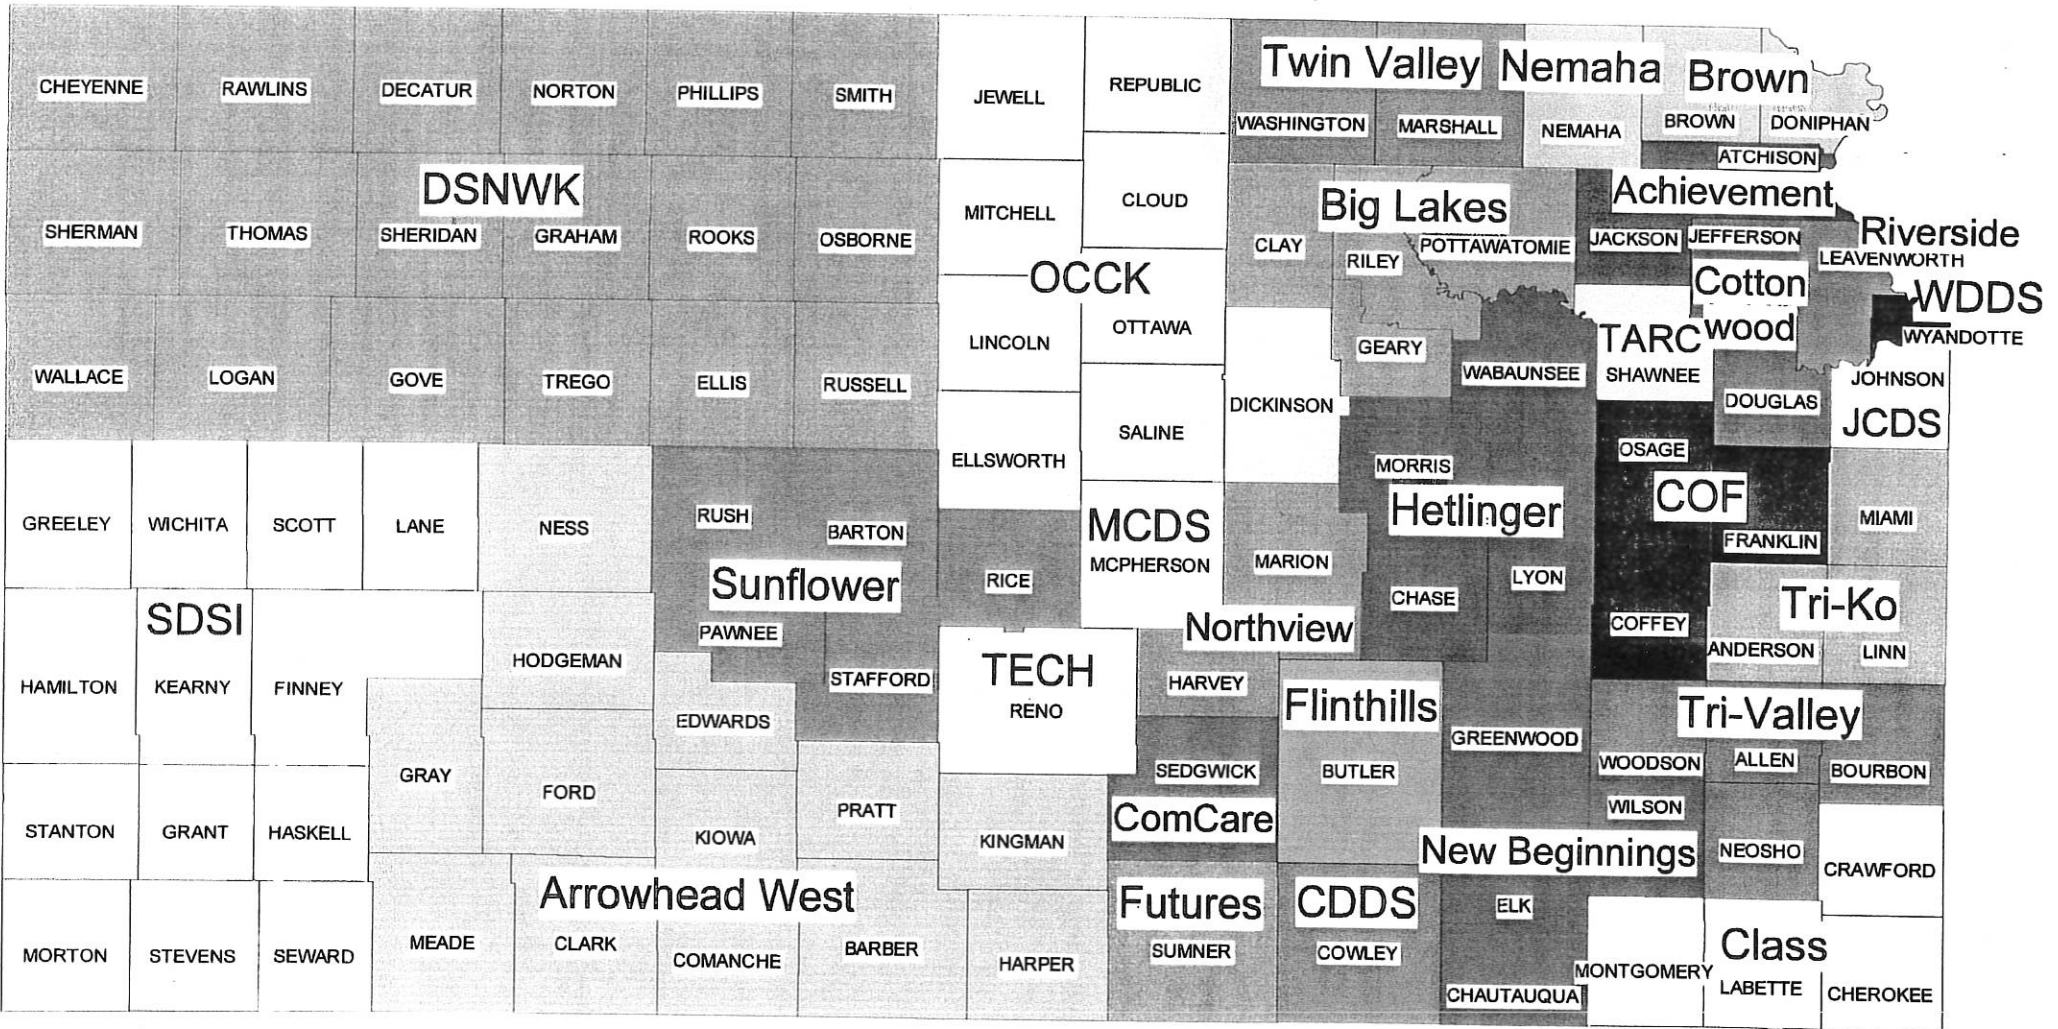 Twin Valley Nemaha Brown
CHEYENNE RAWLINS DECATUR NORTON PHILLIPS SMITH JEWELL REPUBLIC
WASHINGTON MARSHALL NEMAHA BROWN DONIPHAN
ATCHISON
DSNWK
Big Lakes Achievement
MITCHELL CLOUD
SHERMAN THOMAS SHERIDAN GRAHAM ROOKS OSBORNE
CLAY RILEY POTTAWATOMIE JACKSON JEFFERSON
Riverside
LEAVENWORTH
OCCK
Cotton
wood
WDDS
WYANDOTTE
LINCOLN OTTAWA
TARC
SHAWNEE
GEARY WABAUNSEE
WALLACE LOGAN GOVE TREGO ELLIS RUSSELL
DICKINSON DOUGLAS
JOHNSON
JCDS
ELLSWORTH SALINE
MORRIS OSAGE
Hetlinger COF
GREELEY WICHITA SCOTT LANE NESS RUSH BARTON
MCDS
MCPHERSON
FRANKLIN MIAMI
Sunflower
RICE MARION CHASE LYON
Tri-Ko
SDSI
PAWNEE
Northview
COFFEY ANDERSON LINN
HAMILTON KEARNY FINNEY HODGEMAN STAFFORD
TECH
RENO
HARVEY
Flinthills Tri-Valley
EDWARDS
GREENWOOD WOODSON ALLEN BOURBON
GRAY FORD
SEDGWICK BUTLER
WILSON
STANTON GRANT HASKELL KIOWA PRATT KINGMAN
ComCare
New Beginnings
NEOSHO CRAWFORD
Arrowhead West
Futures CDDS
ELK
Class
MORTON STEVENS SEWARD MEADE CLARK COMANCHE BARBER HARPER SUMNER COWLEY
CHAUTAUQUA MONTGOMERY LABETTE CHEROKEE